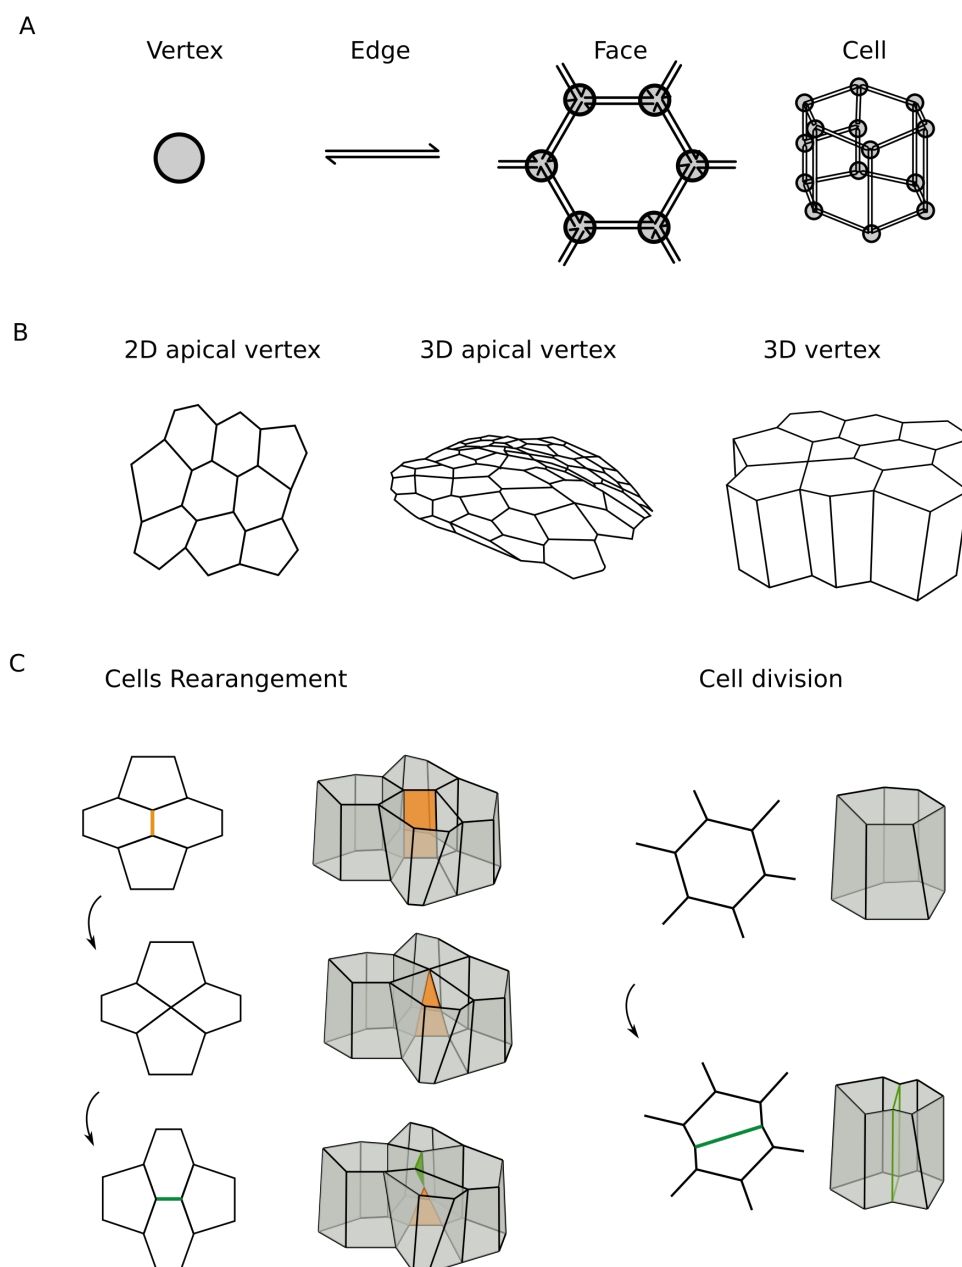 A
Vertex Edge Face Cell
B
2D apical vertex 3D apical vertex 3D vertex
C
Cells Rearangement Cell division